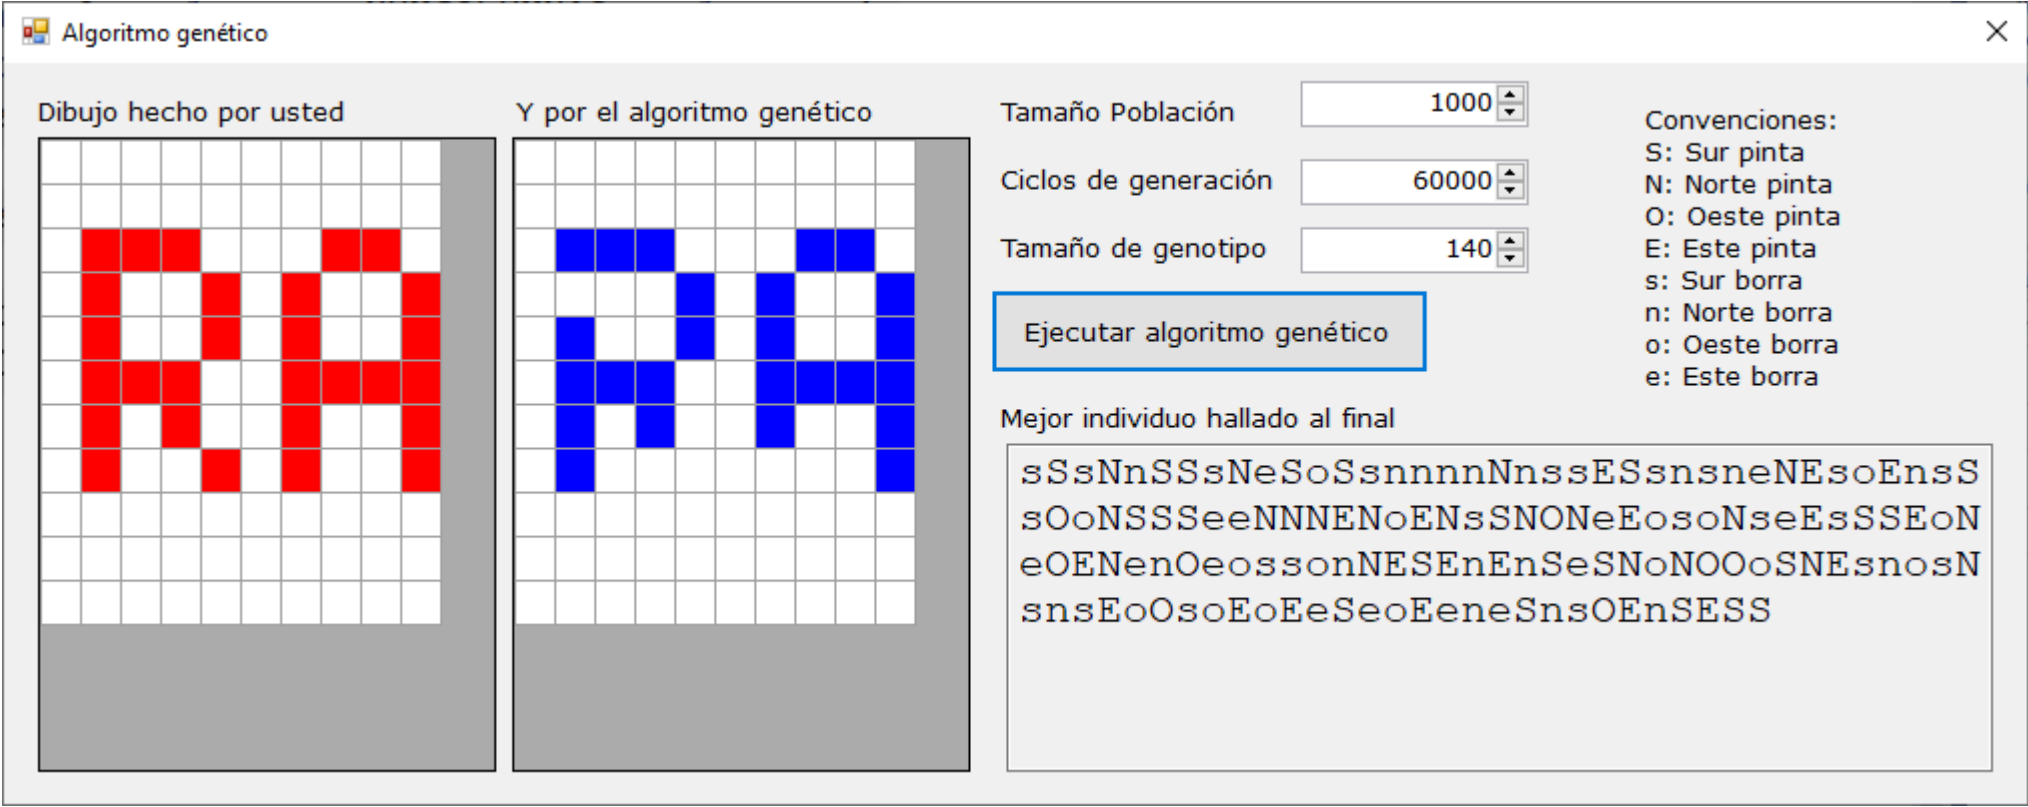 Algoritmo genético
Dibujo hecho por usted
Y por el algoritmo genético
Tamaño Población
1000
Ciclos de generación
60000
Tamaño de genotipo
140
Ejecutar algoritmo genético
Convenciones:
S: Sur pinta
N: Norte pinta
O: Oeste pinta
E: Este pinta
s: Sur borra
n: Norte borra
o: Oeste borra
e: Este borra
Mejor individuo hallado al final
sSsNnSSsNeSoSsnnnnNnssESsnsneNEsoEnsS
sOoNSSSeeNNNENoENsSNONeEosoNseEsSSEoN
eOENenOeossonNESEnEnSeSNoNOOoSNEsnosN
snsEoOsoEoEeSeoEeneSnsOEnSESS